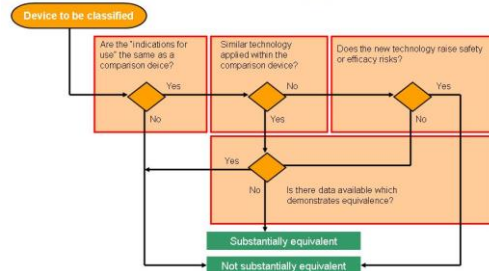 Device to be classified
Are the "indications for
use" the same as a
comparison deice?
Yes
No
Similar technology
applied within the
comparison device?
No
Yes
Does the new technology raise safety
or efficacy risks?
Yes
No
Yes
No
Is there data available which
demonstrates equivalence?
Substantially equivalent
Not substantially equivalent